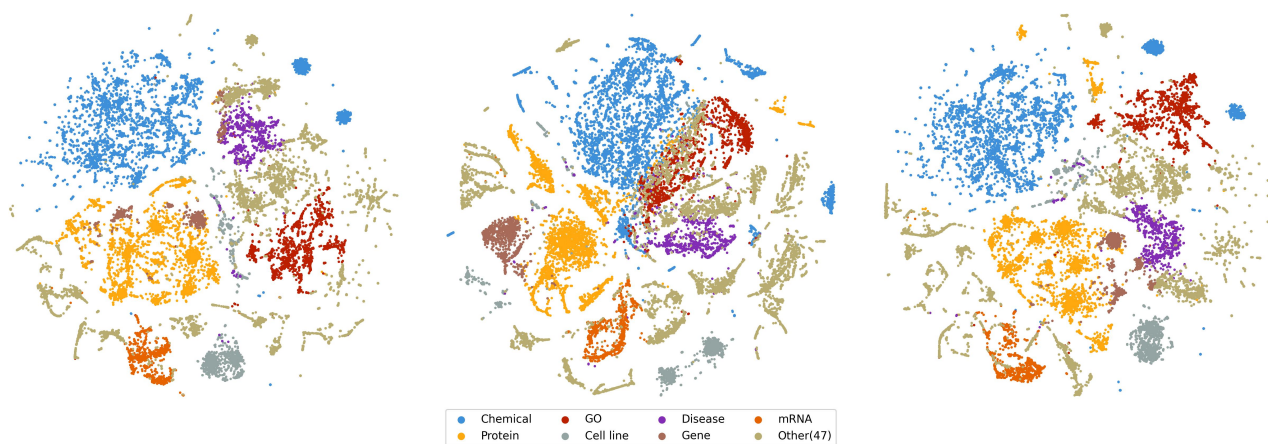 Chemical GO Disease mRNA
Protein Cell line Gene Other(47)